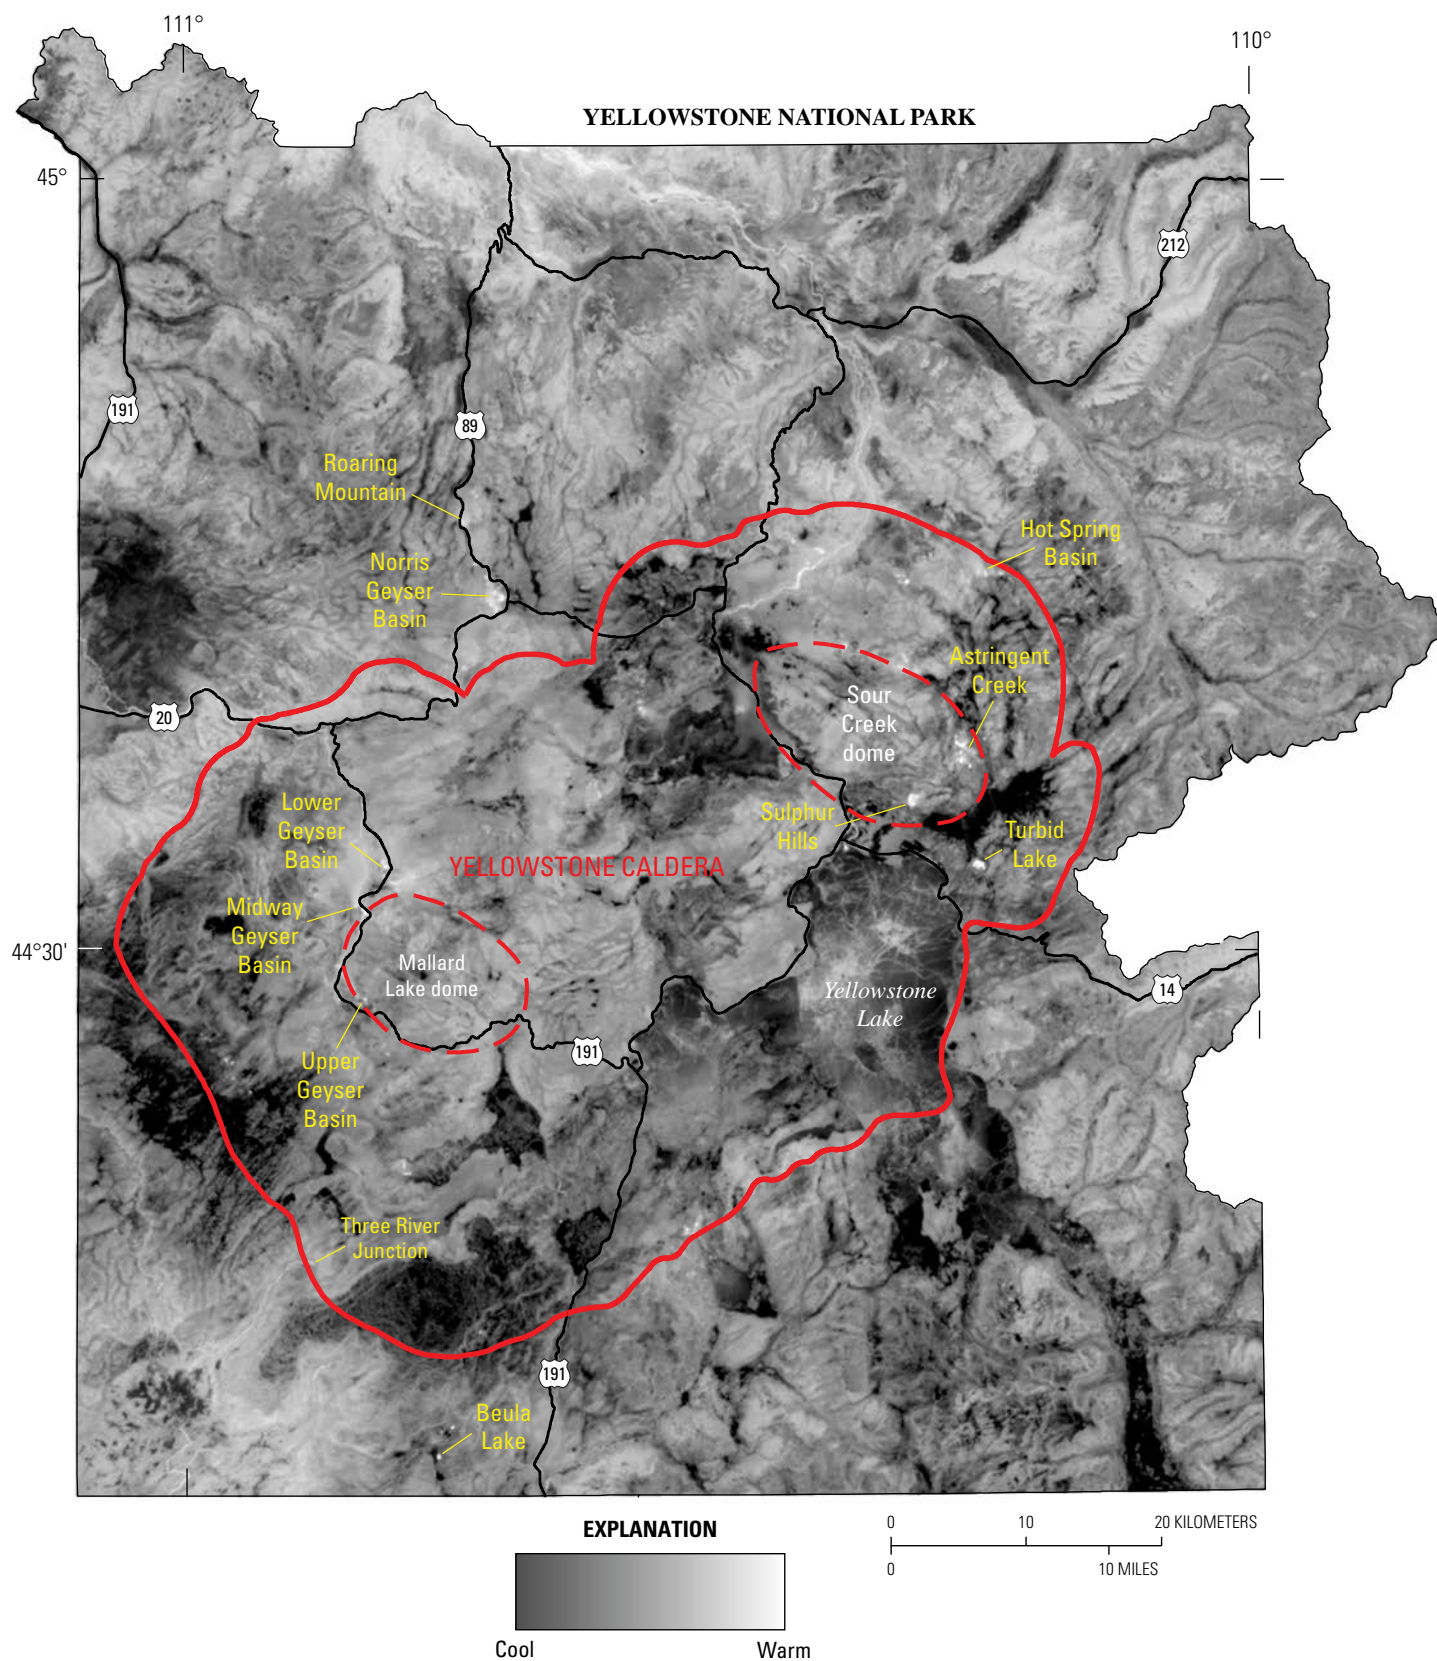 111°
110°
YELLOWSTONE NATIONAL PARK
45°
212
191
89
Roaring
Mountain
Hot Spring
Basin
Norris
Geyser
Basin
Astringent
Creek
Sour
Creek
dome
20
Lower
Geyser
Basin
Sulphur
Hills
Turbid
Lake
YELLOWSTONE CALDERA
Midway
Geyser
Basin
44°30'
Mallard
Lake dome
Yellowstone
Lake
14
191
Upper
Geyser
Basin
Three River
Junction
191
Beula
Lake
EXPLANATION
Cool
Warm
0 10 20 KILOMETERS
0 10 MILES